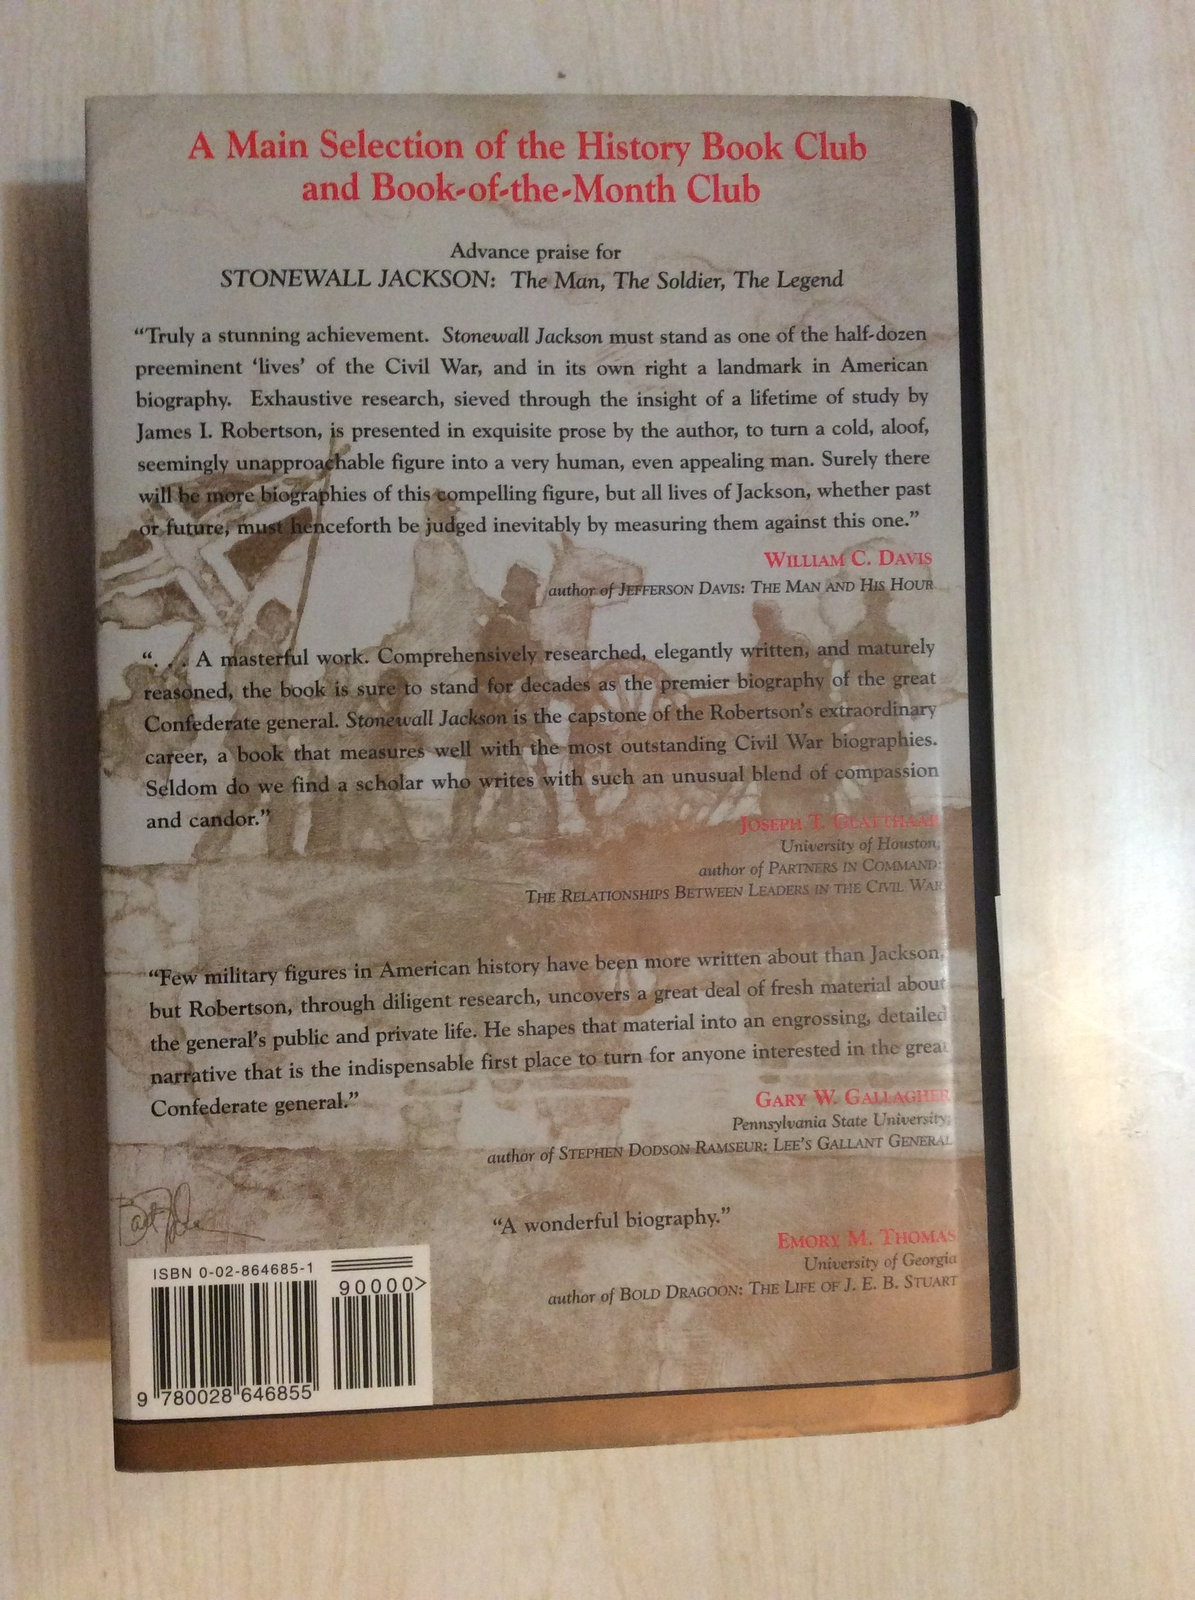 A Main Selection of the History Book Club
and Book-of-the-Month Club
Advance praise for
STONEWALL JACKSON: The Man, The Soldier, The Legend
“Truly a stunning achievement. Stonewall Jackson must stand as one of the half-dozen
preeminent ‘lives’ of the Civil War, and in its own right a landmark in American
biography. Exhaustive research, sieved through the insight of a lifetime of study by
James I. Robertson, is presented in exquisite prose by the author, to turn a cold, aloof,
seemingly unapproachable figure into a very human, even appealing man. Surely there
will be more biographies of this compelling figure, but all lives of Jackson, whether past
or future, must henceforth be judged inevitably by measuring them against this one.”
WILLIAM C. DAVIS
author of JEFFERSON DAVIS: THE MAN AND HIS HOUR
“. . . A masterful work. Comprehensively researched, elegantly written, and maturely
reasoned, the book is sure to stand for decades as the premier biography of the great
Confederate general. Stonewall Jackson is the capstone of the Robertson's extraordinary
career, a book that measures well with the most outstanding Civil War biographies.
Seldom do we find a scholar who writes with such an unusual blend of compassion
and candor.”
JOSEPH T. GLATTHAAR
University of Houston,
author of PARTNERS IN COMMAND:
THE RELATIONSHIPS BETWEEN LEADERS IN THE CIVIL WAR
“Few military figures in American history have been more written about than Jackson,
but Robertson, through diligent research, uncovers a great deal of fresh material about
the general's public and private life. He shapes that material into an engrossing, detailed
narrative that is the indispensable first place to turn for anyone interested in the great
Confederate general.”
GARY W. GALLAGHER
Pennsylvania State University,
author of STEPHEN DODSON RAMSEUR: LEE'S GALLANT GENERAL
“A wonderful biography.”
EMORY M. THOMAS
University of Georgia
author of BOLD DRAGOON: THE LIFE OF J. E. B. STUART
ISBN 0-02-864685-1
90000>
9 780028 646855